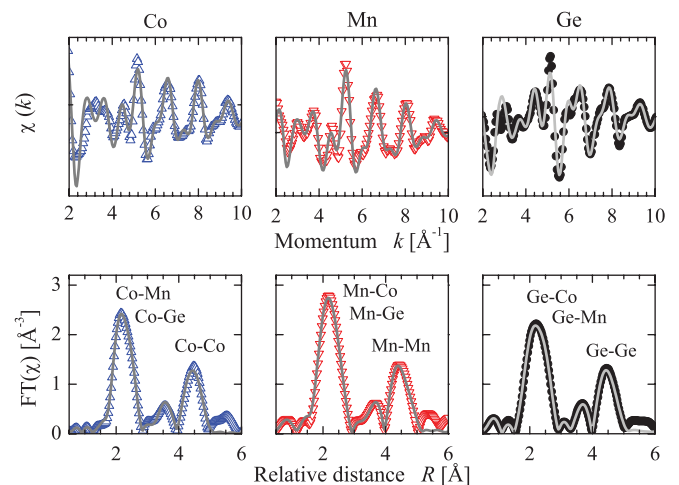 Co Mn Ge
χ (k)
2 4 6 8 10 2 4 6 8 10 2 4 6 8 10
Momentum k [Å⁻¹]
3
2
1
0
FT(χ) [Å⁻³]
Co-Mn
Co-Ge
Co-Co
Mn-Co
Mn-Ge
Mn-Mn
Ge-Co
Ge-Mn
Ge-Ge
2 4 6 2 4 6 2 4 6
Relative distance R [Å]